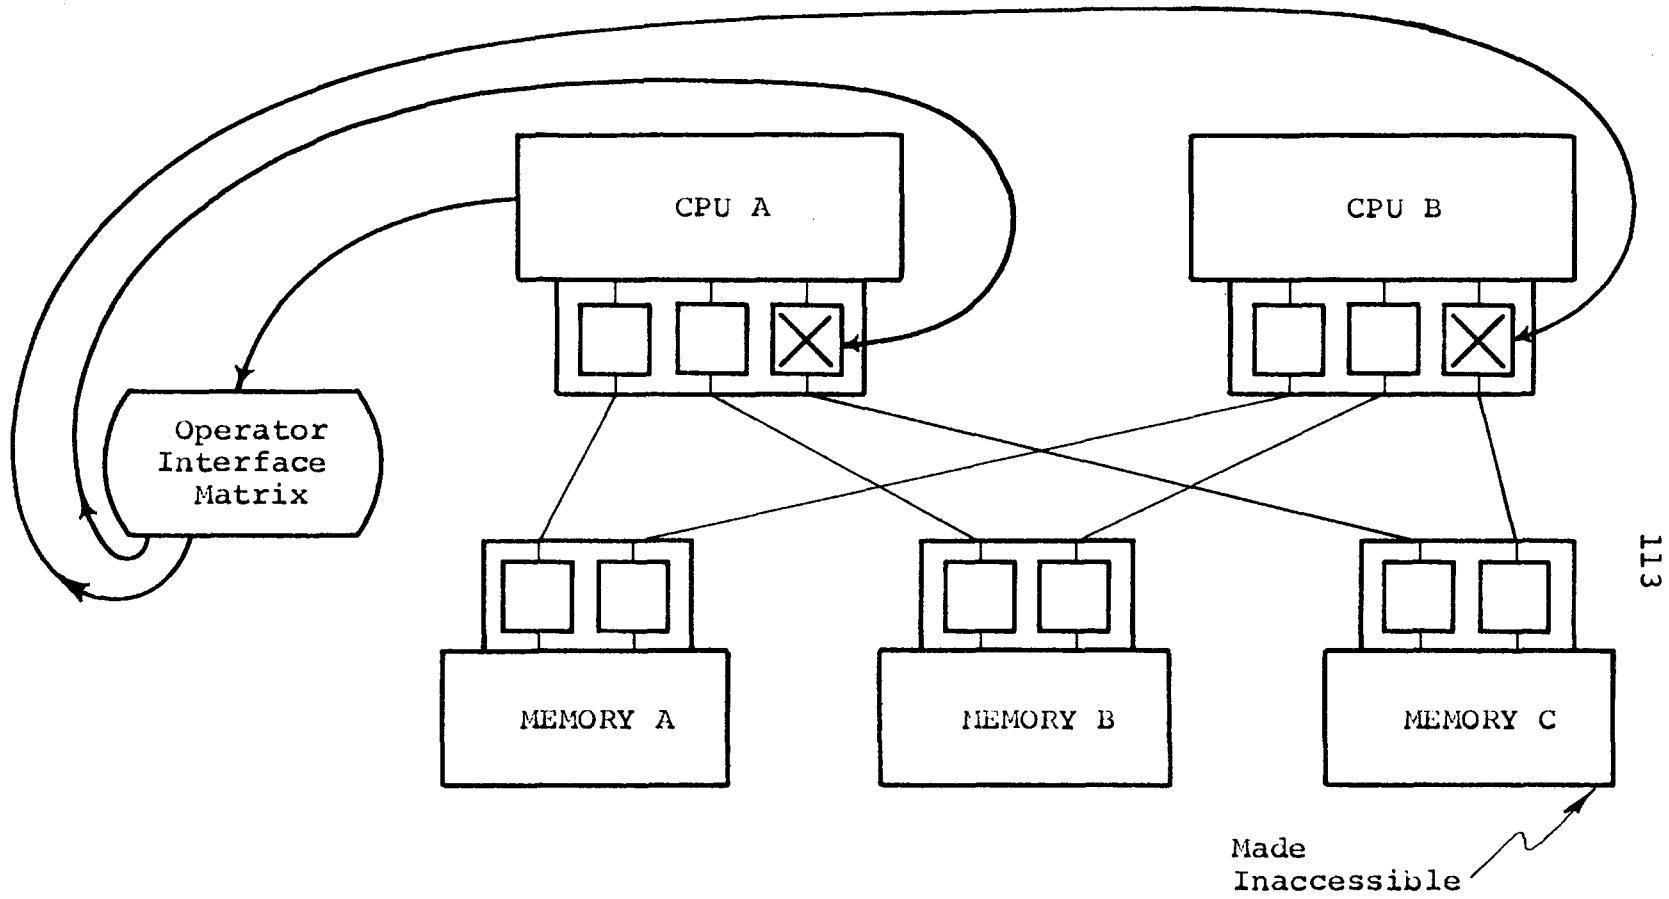 CPU A
CPU B
Operator
Interface
Matrix
113
MEMORY A
MEMORY B
MEMORY C
Made
Inaccessible